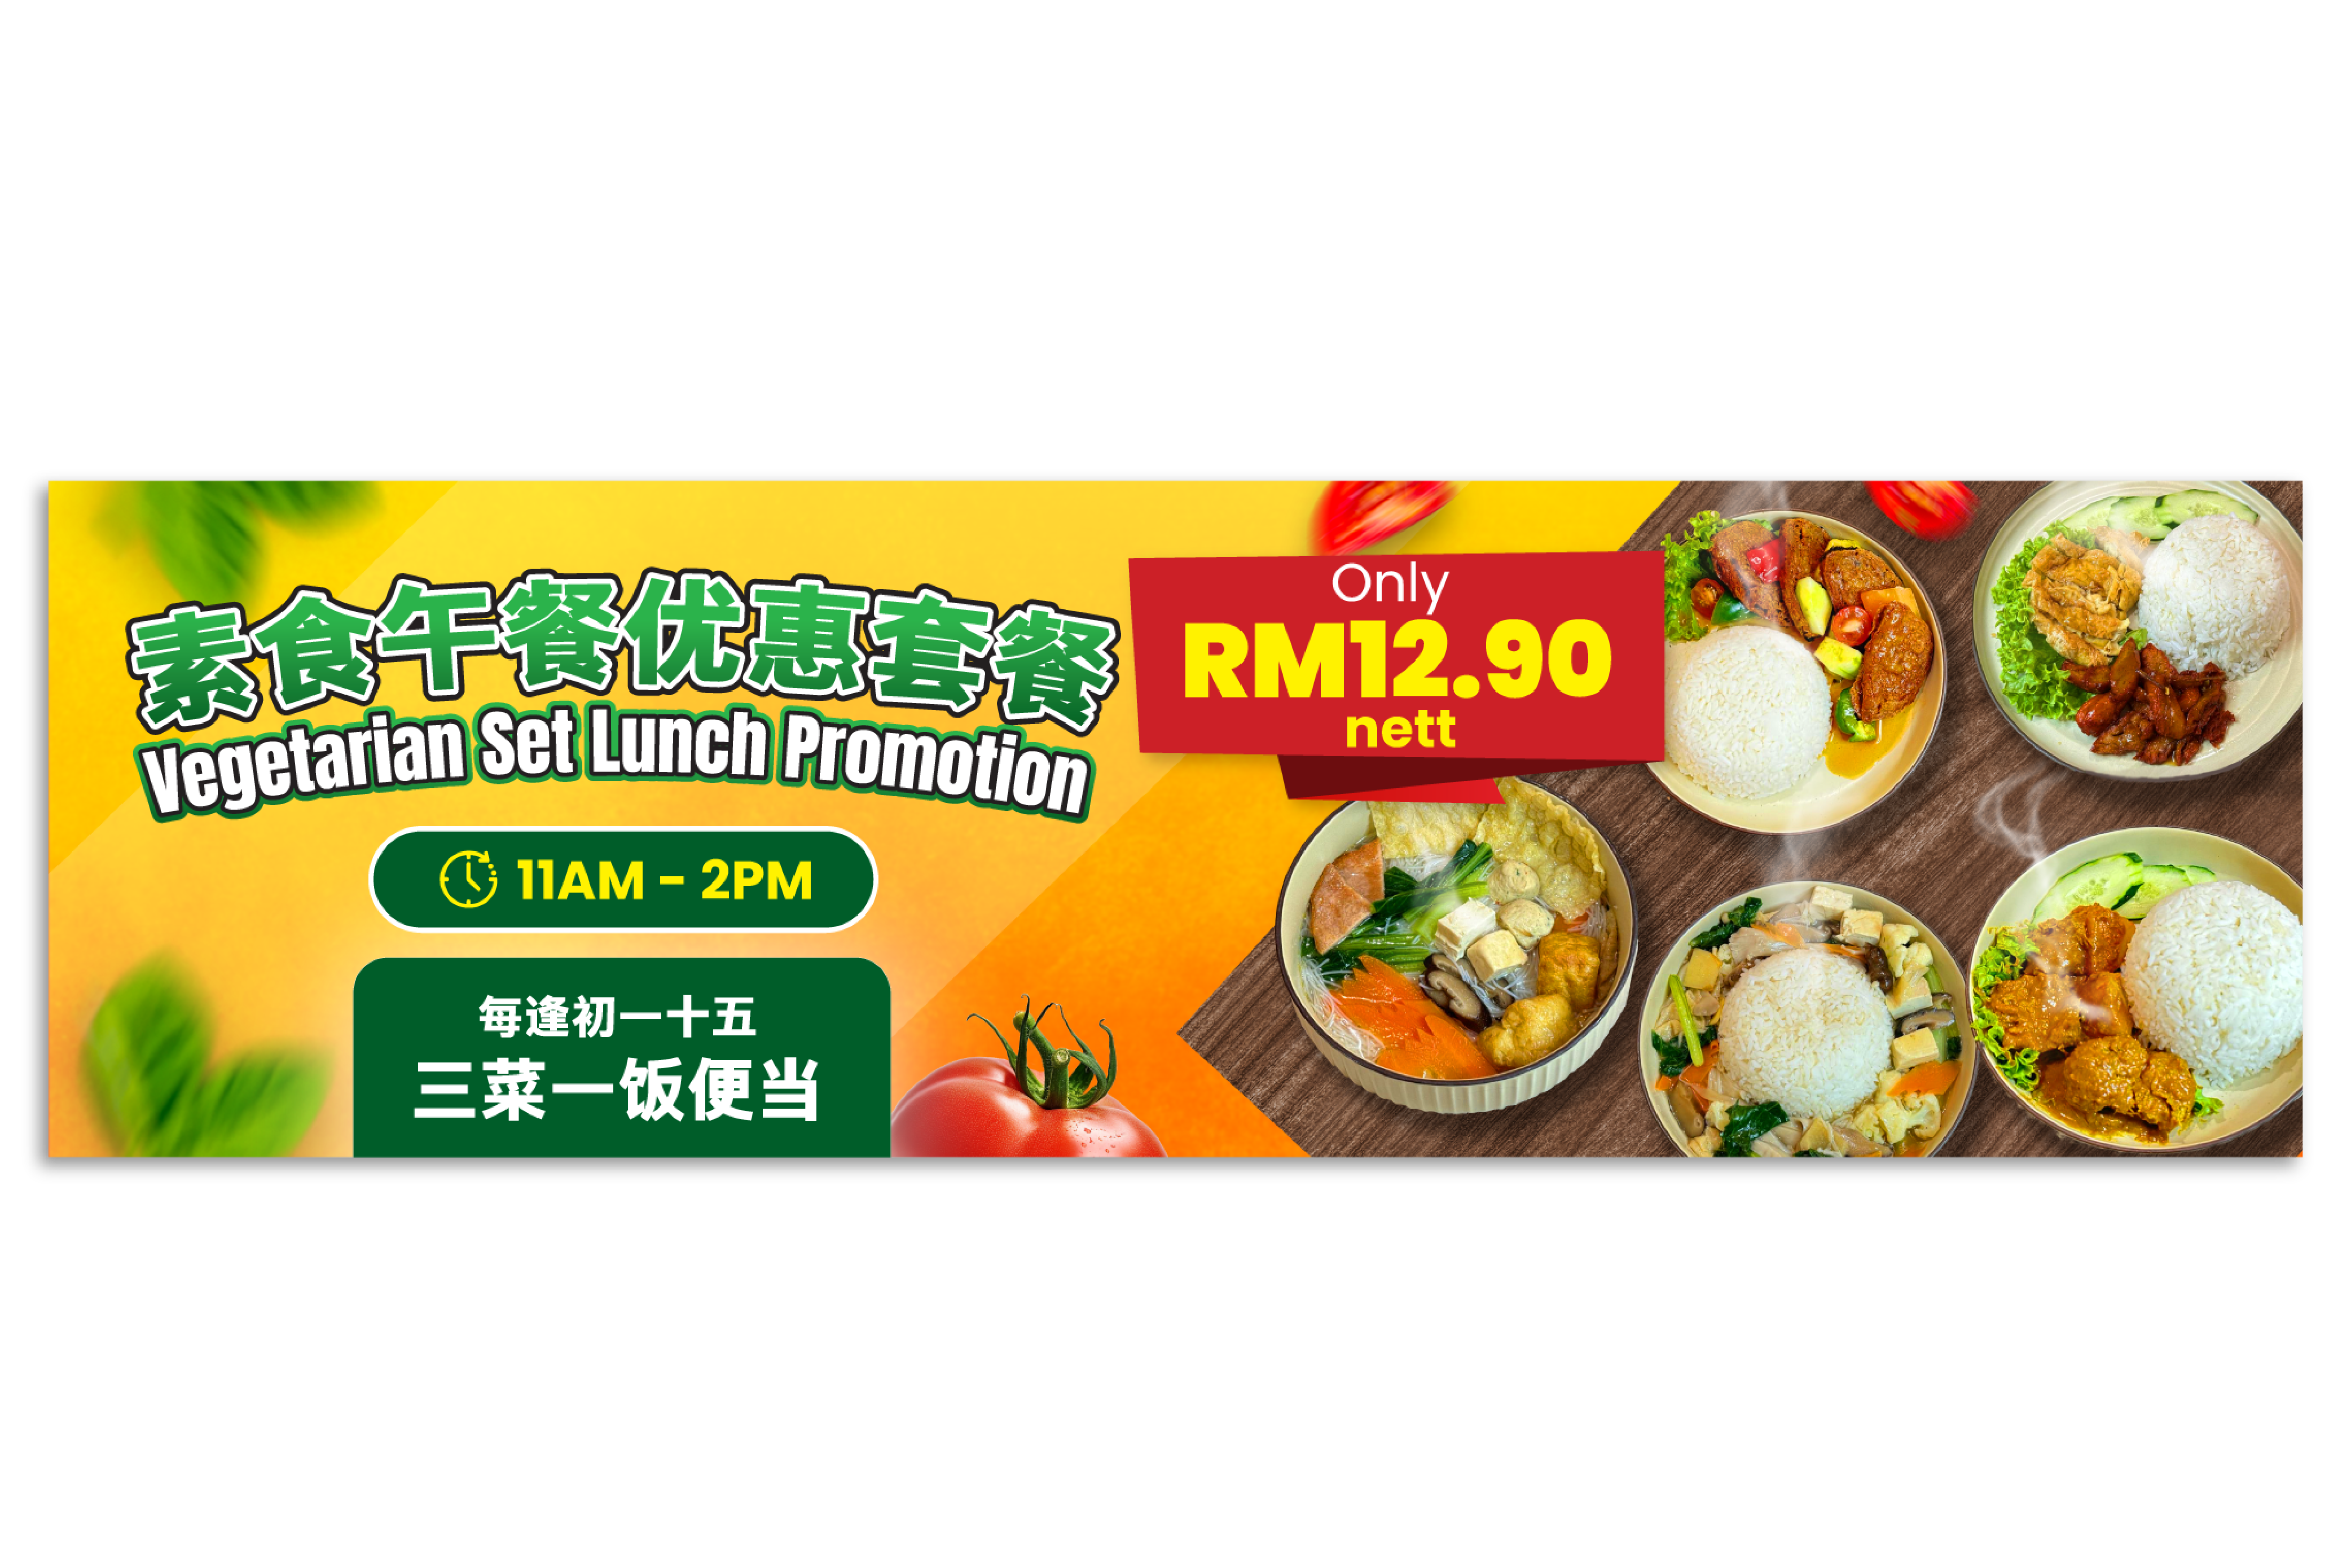 素食午餐优惠套餐
Vegetarian Set Lunch Promotion
11AM - 2PM
每逢初一十五
三菜一饭便当
Only
RM12.90
nett